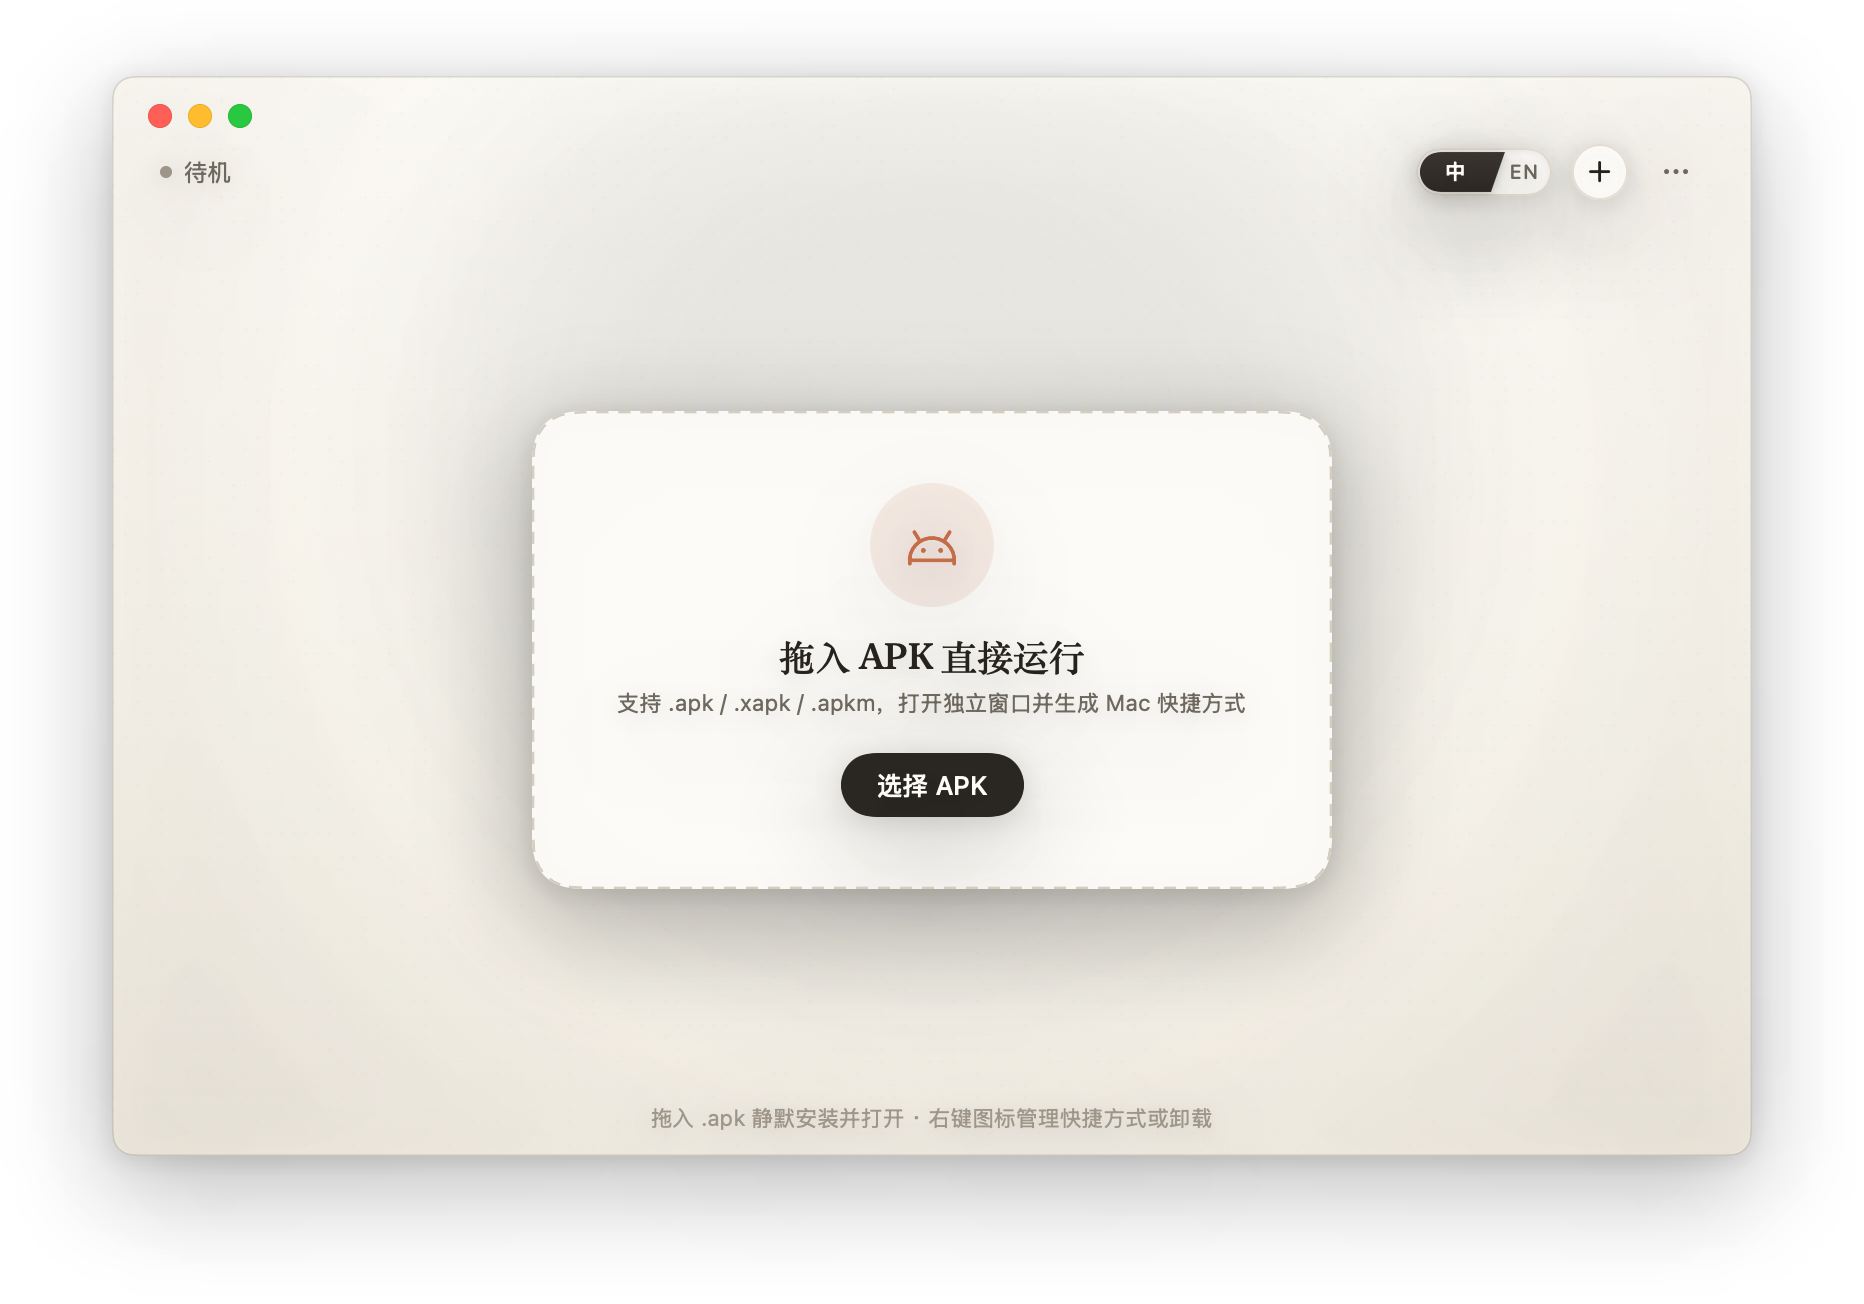 待机
中 EN
拖入 APK 直接运行
支持 .apk / .xapk / .apkm，打开独立窗口并生成 Mac 快捷方式
选择 APK
拖入 .apk 静默安装并打开 · 右键图标管理快捷方式或卸载